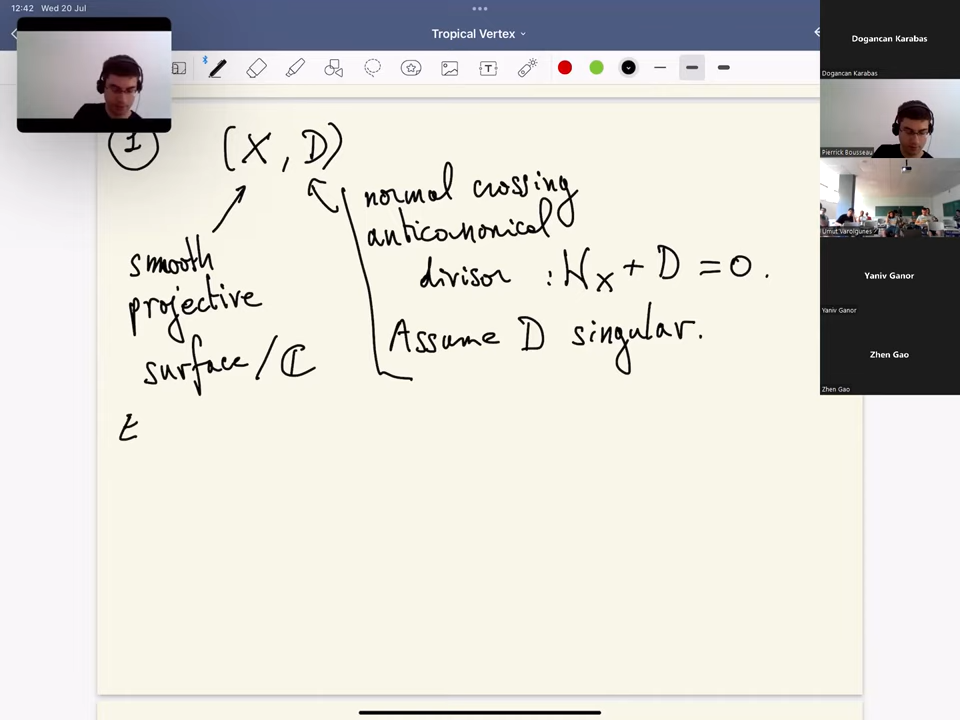 12:42 Wed 20 Jul
Tropical Vertex
① (X, D)
normal crossing
anticanonical
divisor : K_X + D = 0.
Assume D singular.
smooth
projective
surface / ℂ
E
Dogancan Karabas
Dogancan Karabas
Pierrick Bousseau
Umut Varolgunes
Yaniv Ganor
Yaniv Ganor
Zhen Gao
Zhen Gao